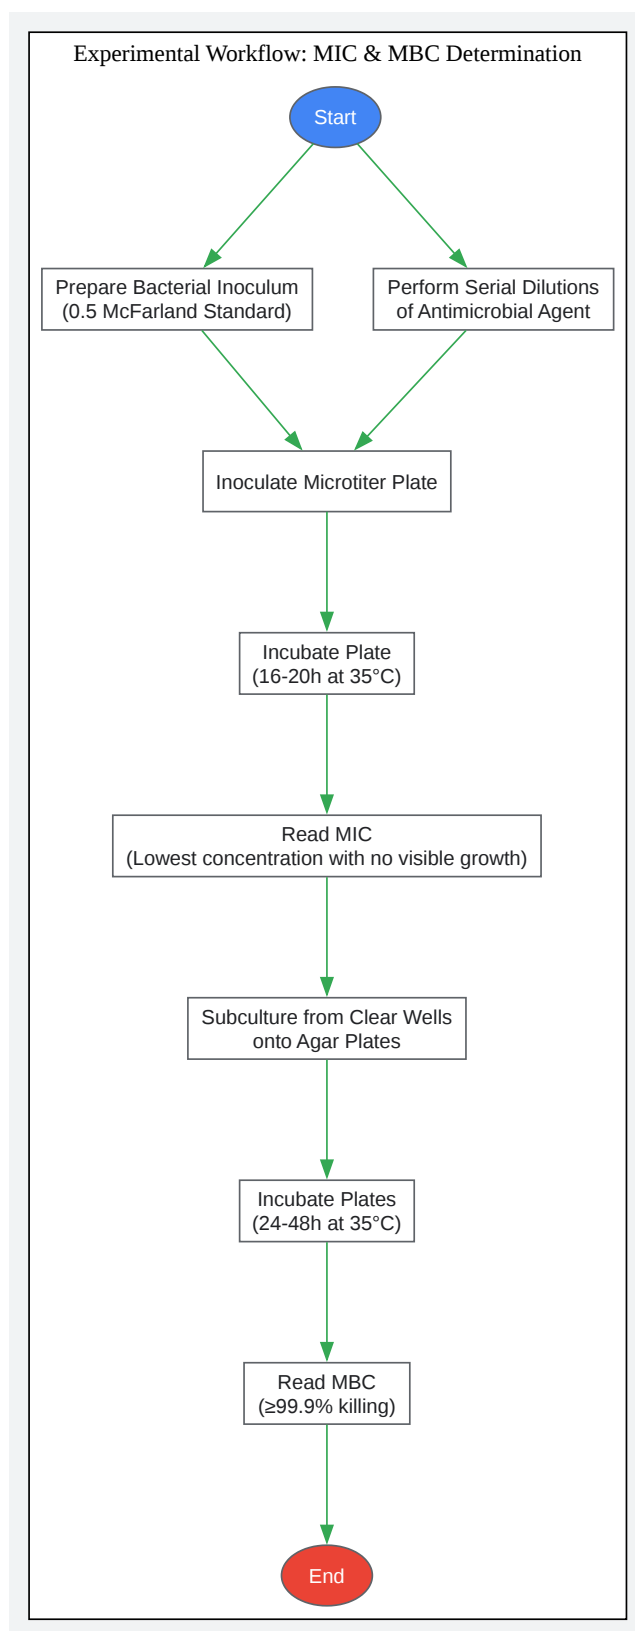 Experimental Workflow: MIC & MBC Determination
Start
Prepare Bacterial Inoculum
(0.5 McFarland Standard)
Perform Serial Dilutions
of Antimicrobial Agent
Inoculate Microtiter Plate
Incubate Plate
(16-20h at 35°C)
Read MIC
(Lowest concentration with no visible growth)
Subculture from Clear Wells
onto Agar Plates
Incubate Plates
(24-48h at 35°C)
Read MBC
(≥99.9% killing)
End